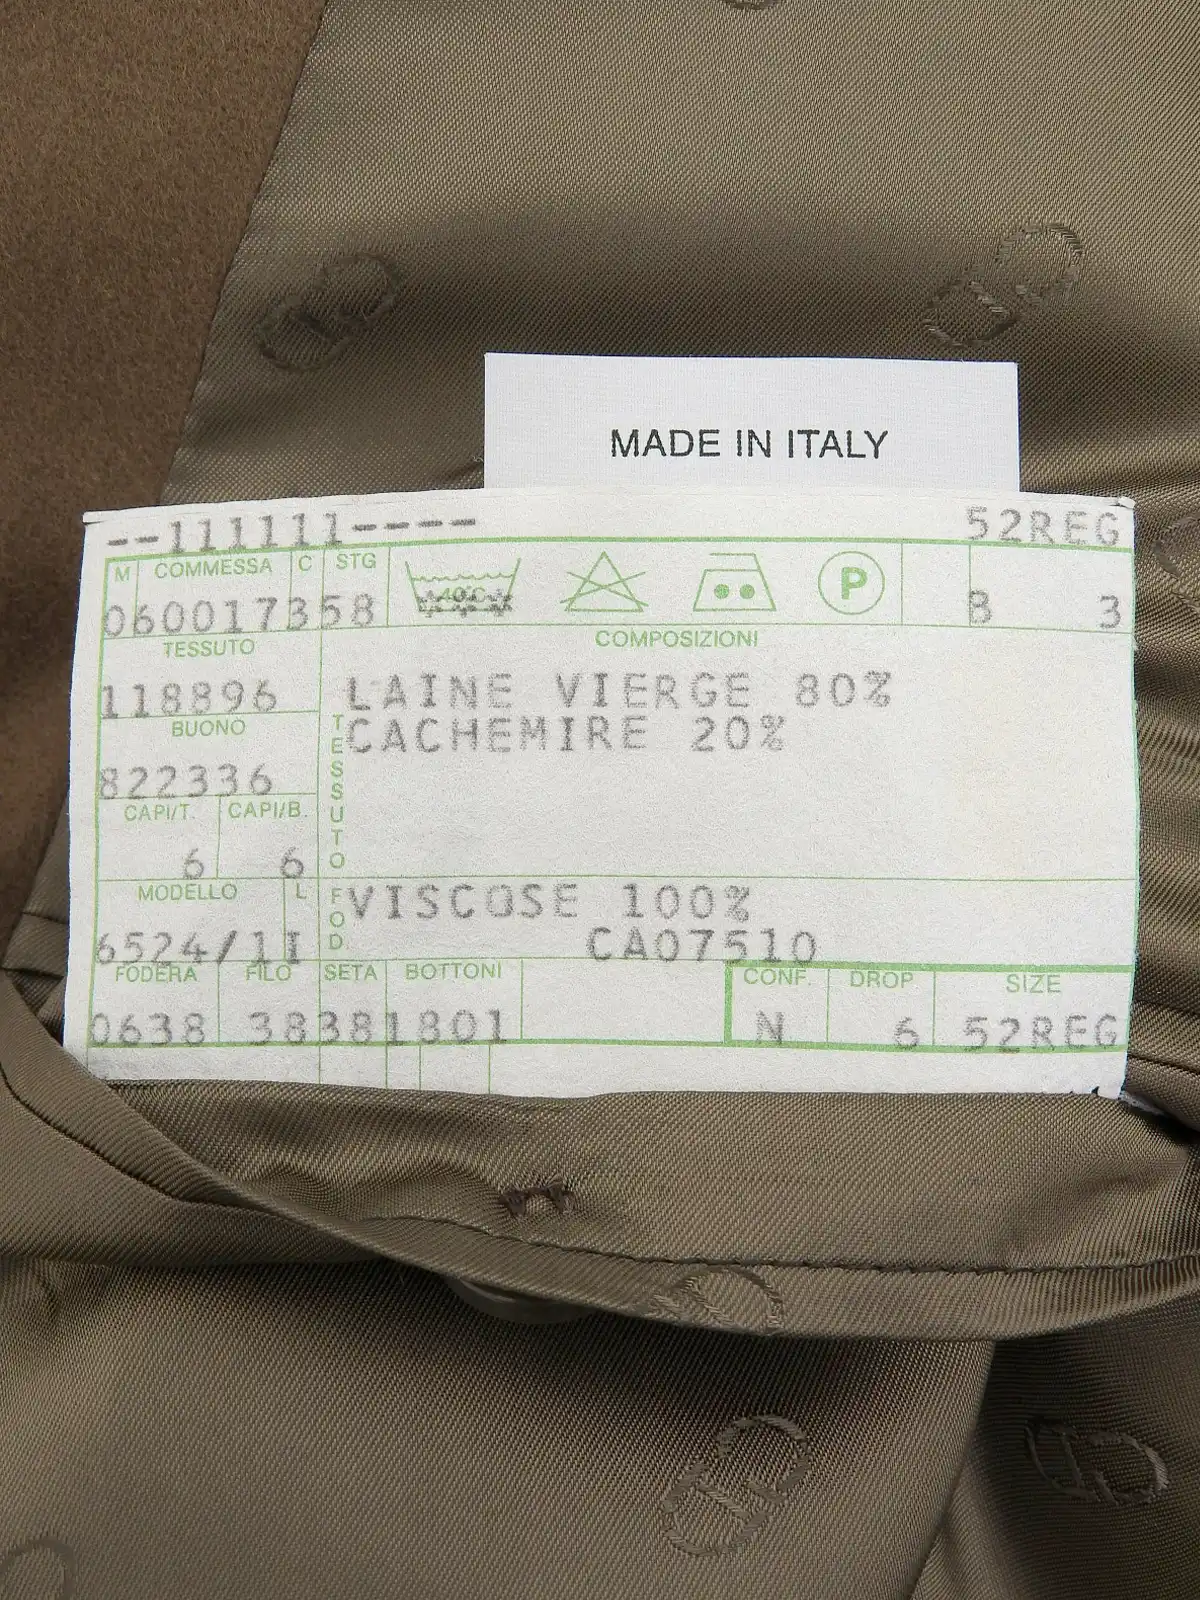 MADE IN ITALY
--111111---- 52REG
M COMMESSA C STG
060017358 P B 3
TESSUTO COMPOSIZIONI
118896 LAINE VIERGE 80%
BUONO CACHEMIRE 20%
822336 TESSUTO
CAPI/T. CAPI/B.
6 6
MODELLO L FOD. VISCOSE 100%
6524/1I CA07510
FODERA FILO SETA BOTTONI CONF. DROP SIZE
0638 38381801 N 6 52REG